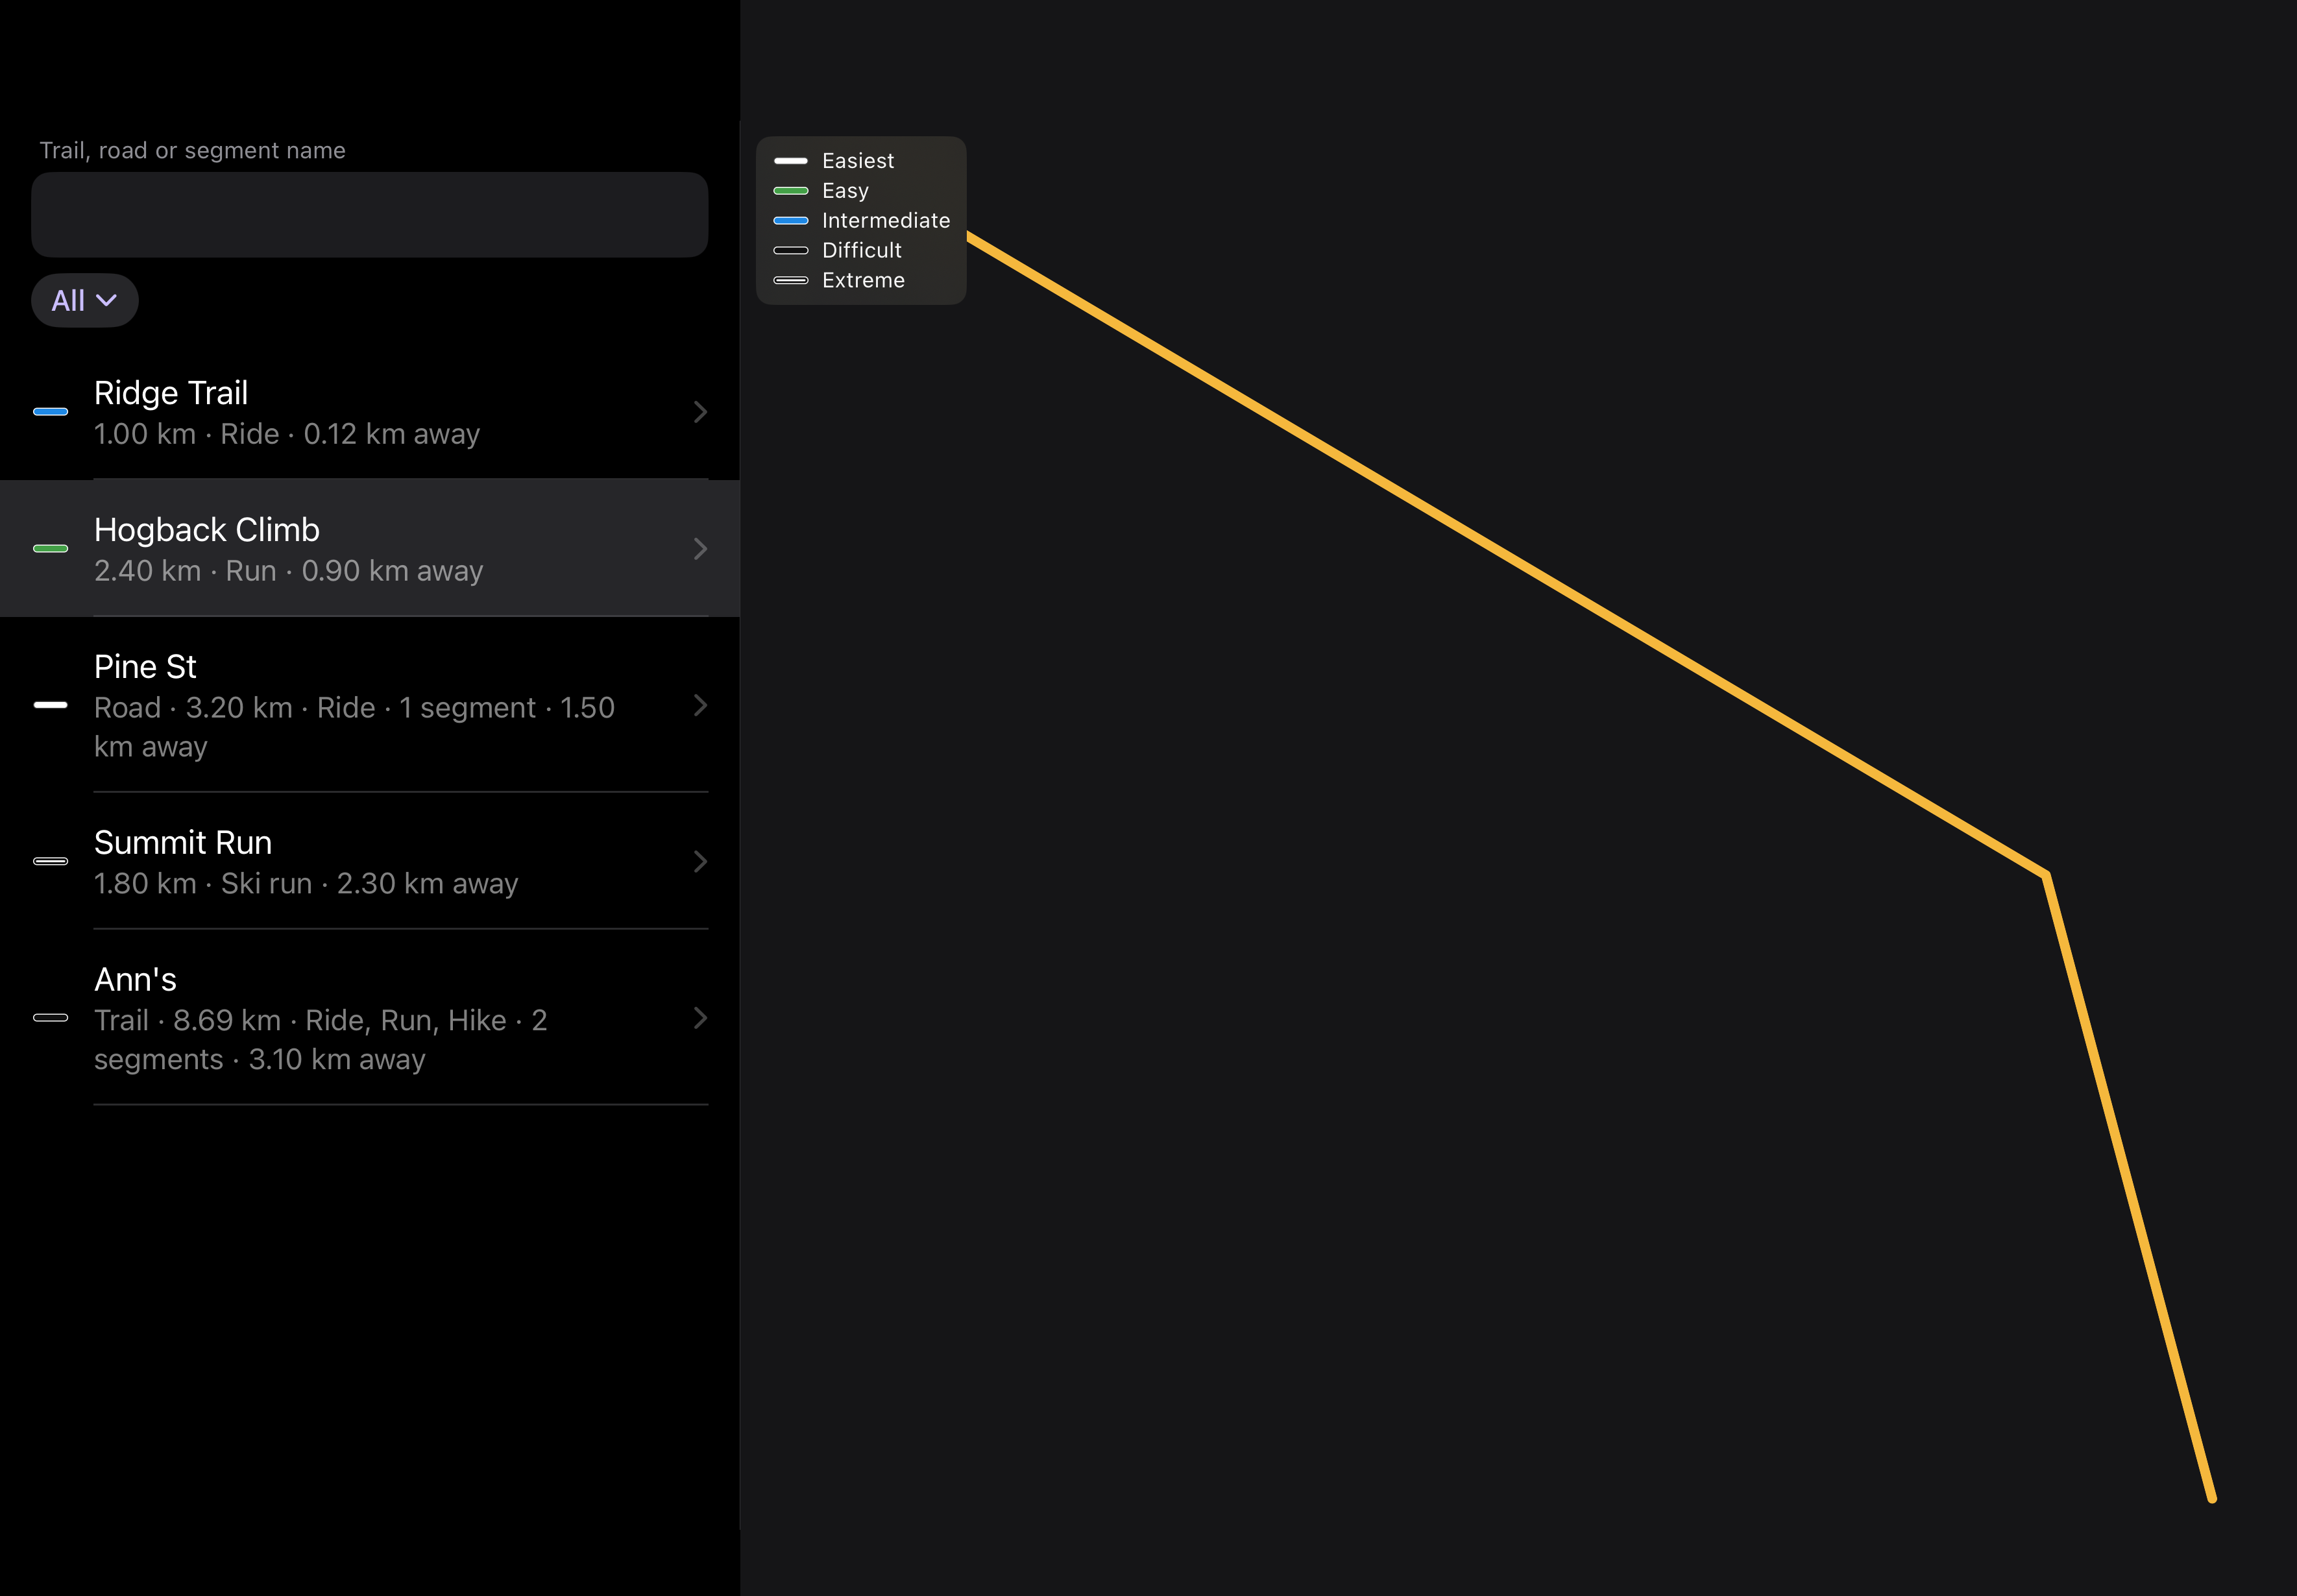 Trail, road or segment name
All
Ridge Trail
1.00 km · Ride · 0.12 km away
Hogback Climb
2.40 km · Run · 0.90 km away
Pine St
Road · 3.20 km · Ride · 1 segment · 1.50
km away
Summit Run
1.80 km · Ski run · 2.30 km away
Ann's
Trail · 8.69 km · Ride, Run, Hike · 2
segments · 3.10 km away
Easiest
Easy
Intermediate
Difficult
Extreme